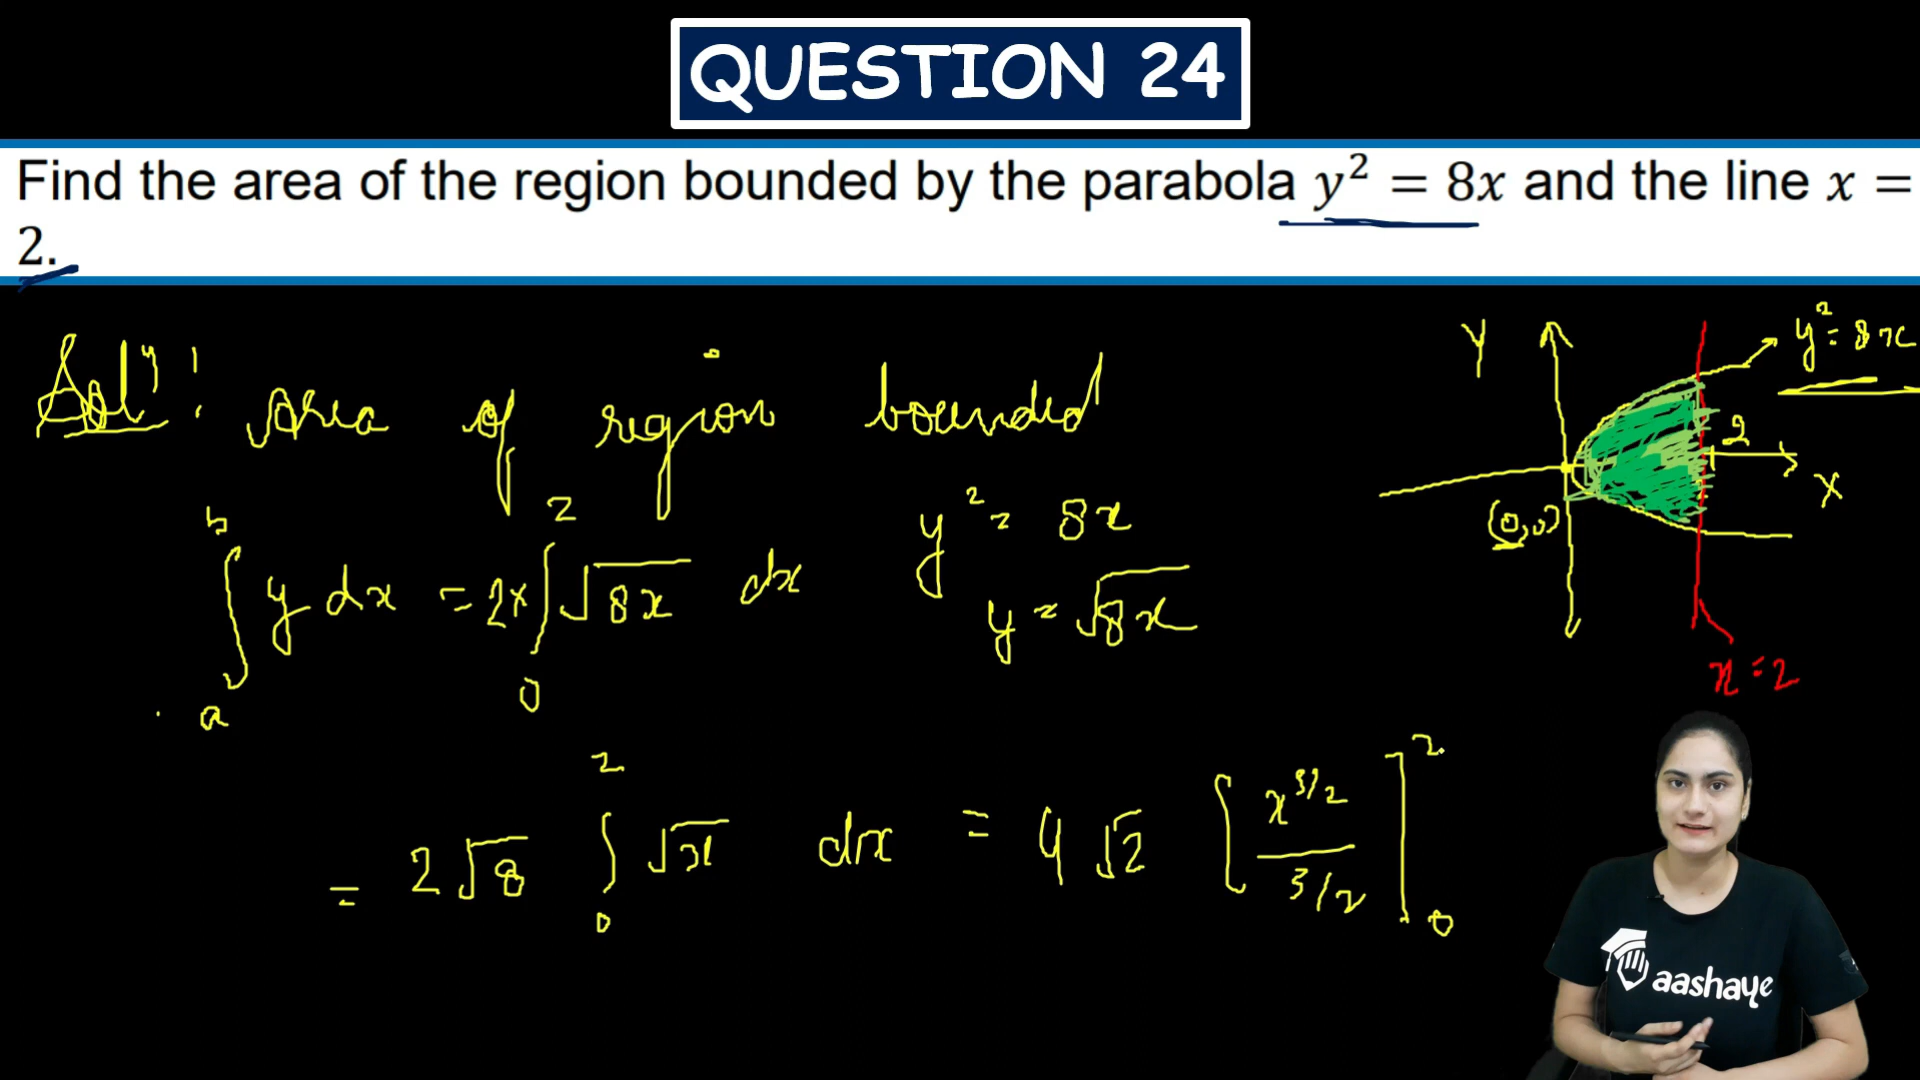 QUESTION 24
Find the area of the region bounded by the parabola y² = 8x and the line x =
2.
Solⁿ: Area of region bounded
∫ₐᵇ y dx = 2× ∫₀² √8x dx
y² = 8x
y = √8x
= 2√8 ∫₀² √x dx = 4√2 [x^3/2 / 3/2]₀²
Y
y² = 8x
2
X
(0,0)
x = 2
aashaye